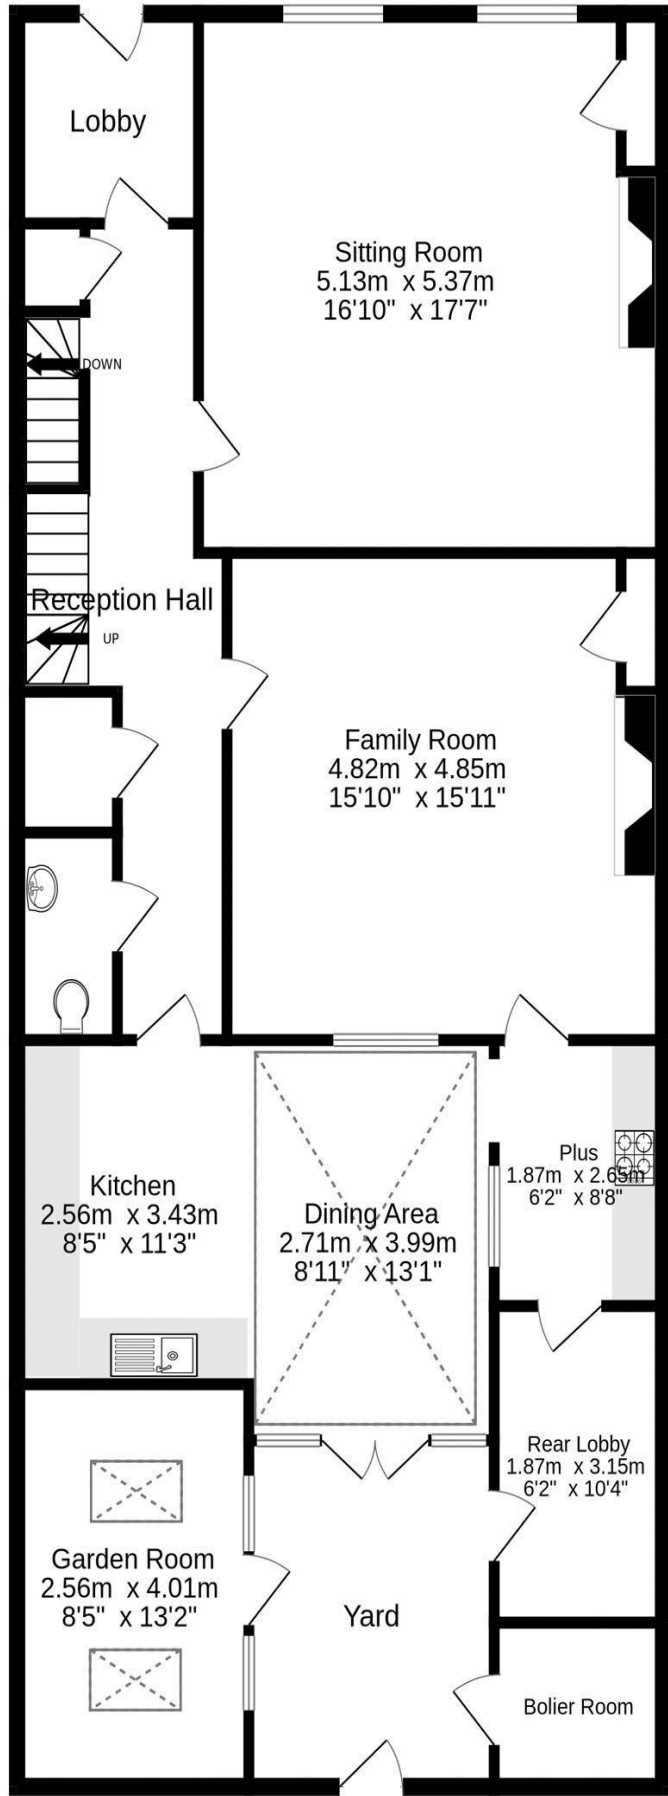 Lobby
Sitting Room
5.13m x 5.37m
16'10" x 17'7"
DOWN
Reception Hall
UP
Family Room
4.82m x 4.85m
15'10" x 15'11"
Plus
1.87m x 2.65m
6'2" x 8'8"
Kitchen
2.56m x 3.43m
8'5" x 11'3"
Dining Area
2.71m x 3.99m
8'11" x 13'1"
Rear Lobby
1.87m x 3.15m
6'2" x 10'4"
Garden Room
2.56m x 4.01m
8'5" x 13'2"
Yard
Bolier Room